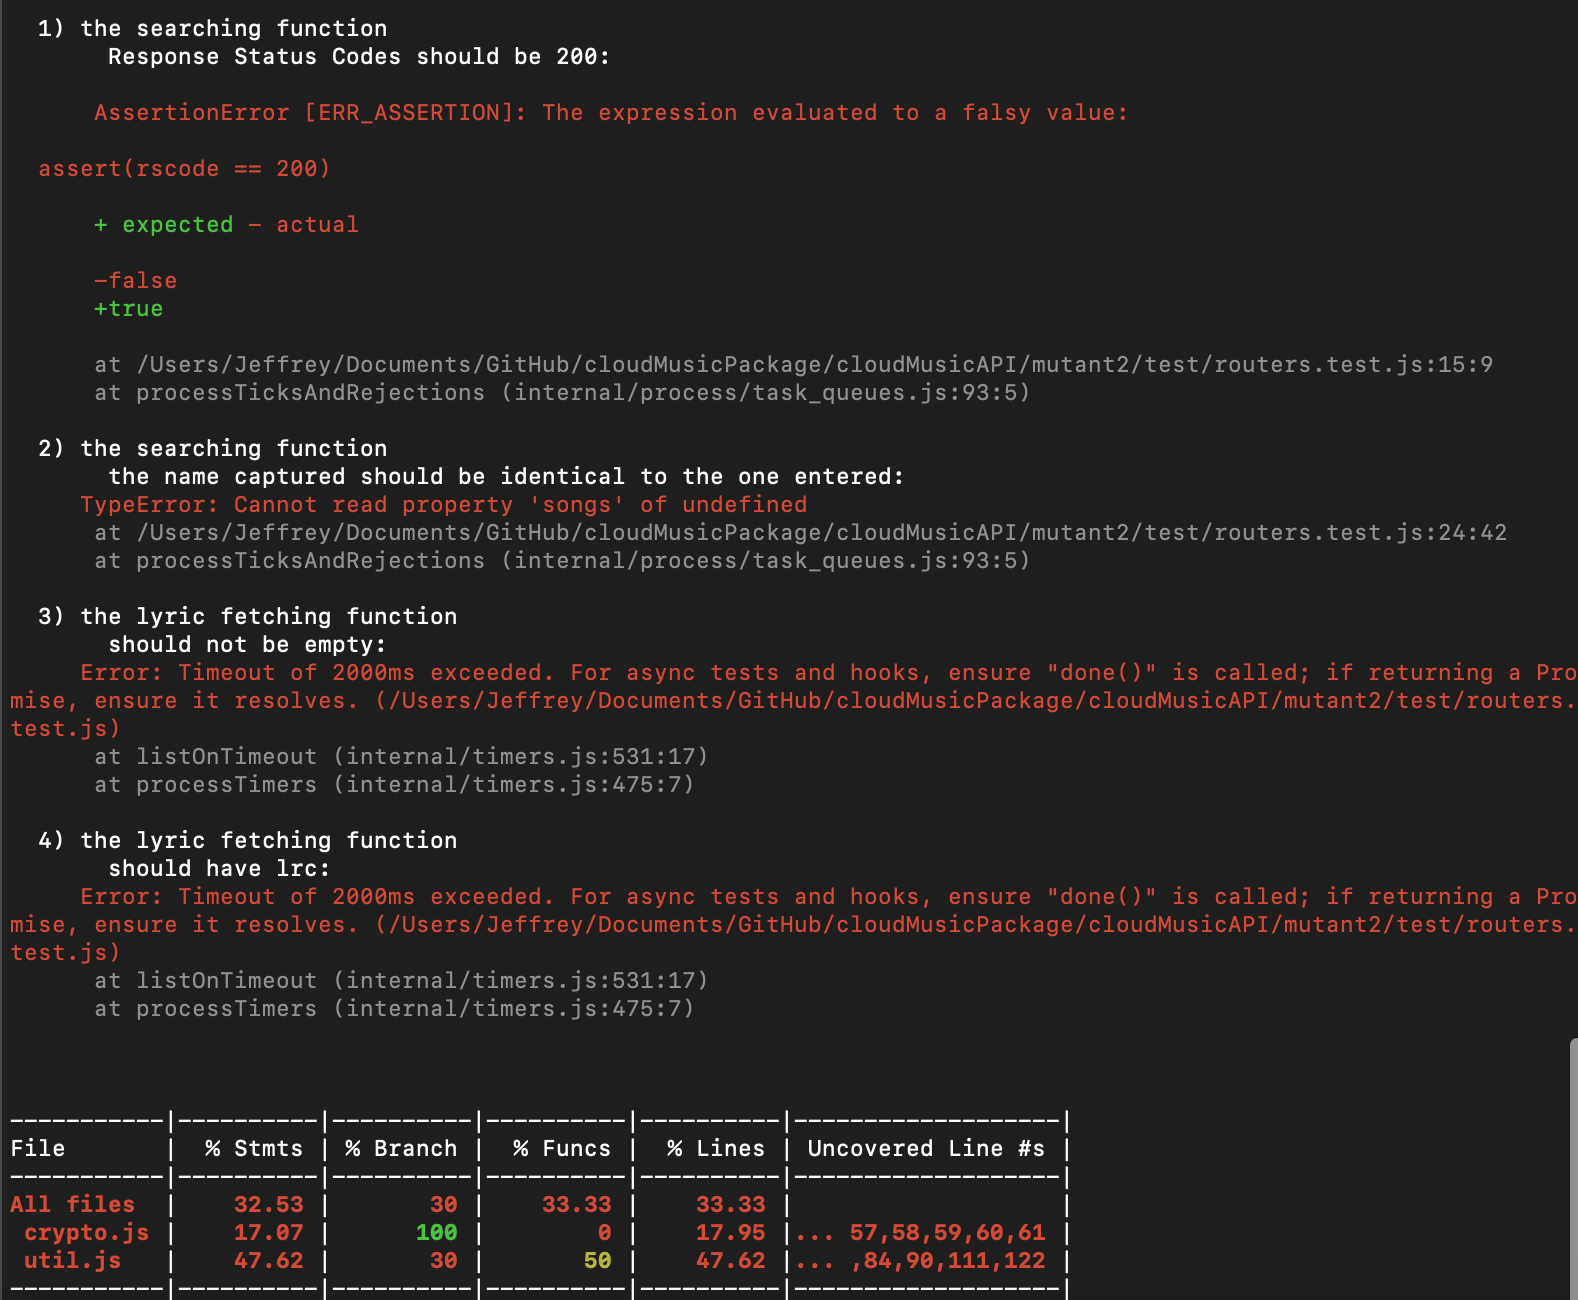 1) the searching function
Response Status Codes should be 200:
AssertionError [ERR_ASSERTION]: The expression evaluated to a falsy value:
assert(rscode == 200)
+ expected - actual
-false
+true
at /Users/Jeffrey/Documents/GitHub/cloudMusicPackage/cloudMusicAPI/mutant2/test/routers.test.js:15:9
at processTicksAndRejections (internal/process/task_queues.js:93:5)
2) the searching function
the name captured should be identical to the one entered:
TypeError: Cannot read property 'songs' of undefined
at /Users/Jeffrey/Documents/GitHub/cloudMusicPackage/cloudMusicAPI/mutant2/test/routers.test.js:24:42
at processTicksAndRejections (internal/process/task_queues.js:93:5)
3) the lyric fetching function
should not be empty:
Error: Timeout of 2000ms exceeded. For async tests and hooks, ensure "done()" is called; if returning a Pro
mise, ensure it resolves. (/Users/Jeffrey/Documents/GitHub/cloudMusicPackage/cloudMusicAPI/mutant2/test/routers.
test.js)
at listOnTimeout (internal/timers.js:531:17)
at processTimers (internal/timers.js:475:7)
4) the lyric fetching function
should have lrc:
Error: Timeout of 2000ms exceeded. For async tests and hooks, ensure "done()" is called; if returning a Pro
mise, ensure it resolves. (/Users/Jeffrey/Documents/GitHub/cloudMusicPackage/cloudMusicAPI/mutant2/test/routers.
test.js)
at listOnTimeout (internal/timers.js:531:17)
at processTimers (internal/timers.js:475:7)
-----------|----------|----------|----------|----------|-------------------|
File       |  % Stmts | % Branch |  % Funcs |  % Lines | Uncovered Line #s |
-----------|----------|----------|----------|----------|-------------------|
All files  |    32.53 |       30 |    33.33 |    33.33 |                   |
crypto.js |    17.07 |      100 |        0 |    17.95 |... 57,58,59,60,61 |
util.js   |    47.62 |       30 |       50 |    47.62 |... ,84,90,111,122 |
-----------|----------|----------|----------|----------|-------------------|